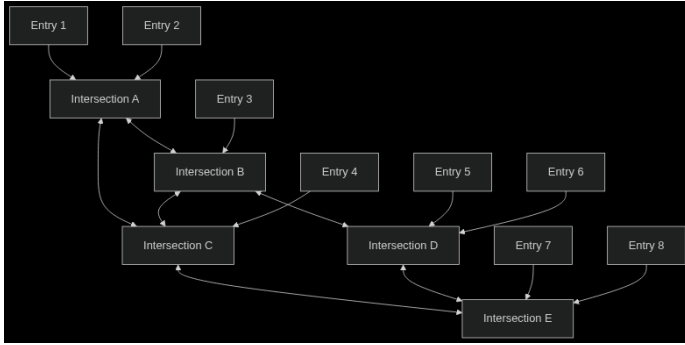 Entry 1
Entry 2
Intersection A
Entry 3
Intersection B
Entry 4
Entry 5
Entry 6
Intersection C
Intersection D
Entry 7
Entry 8
Intersection E